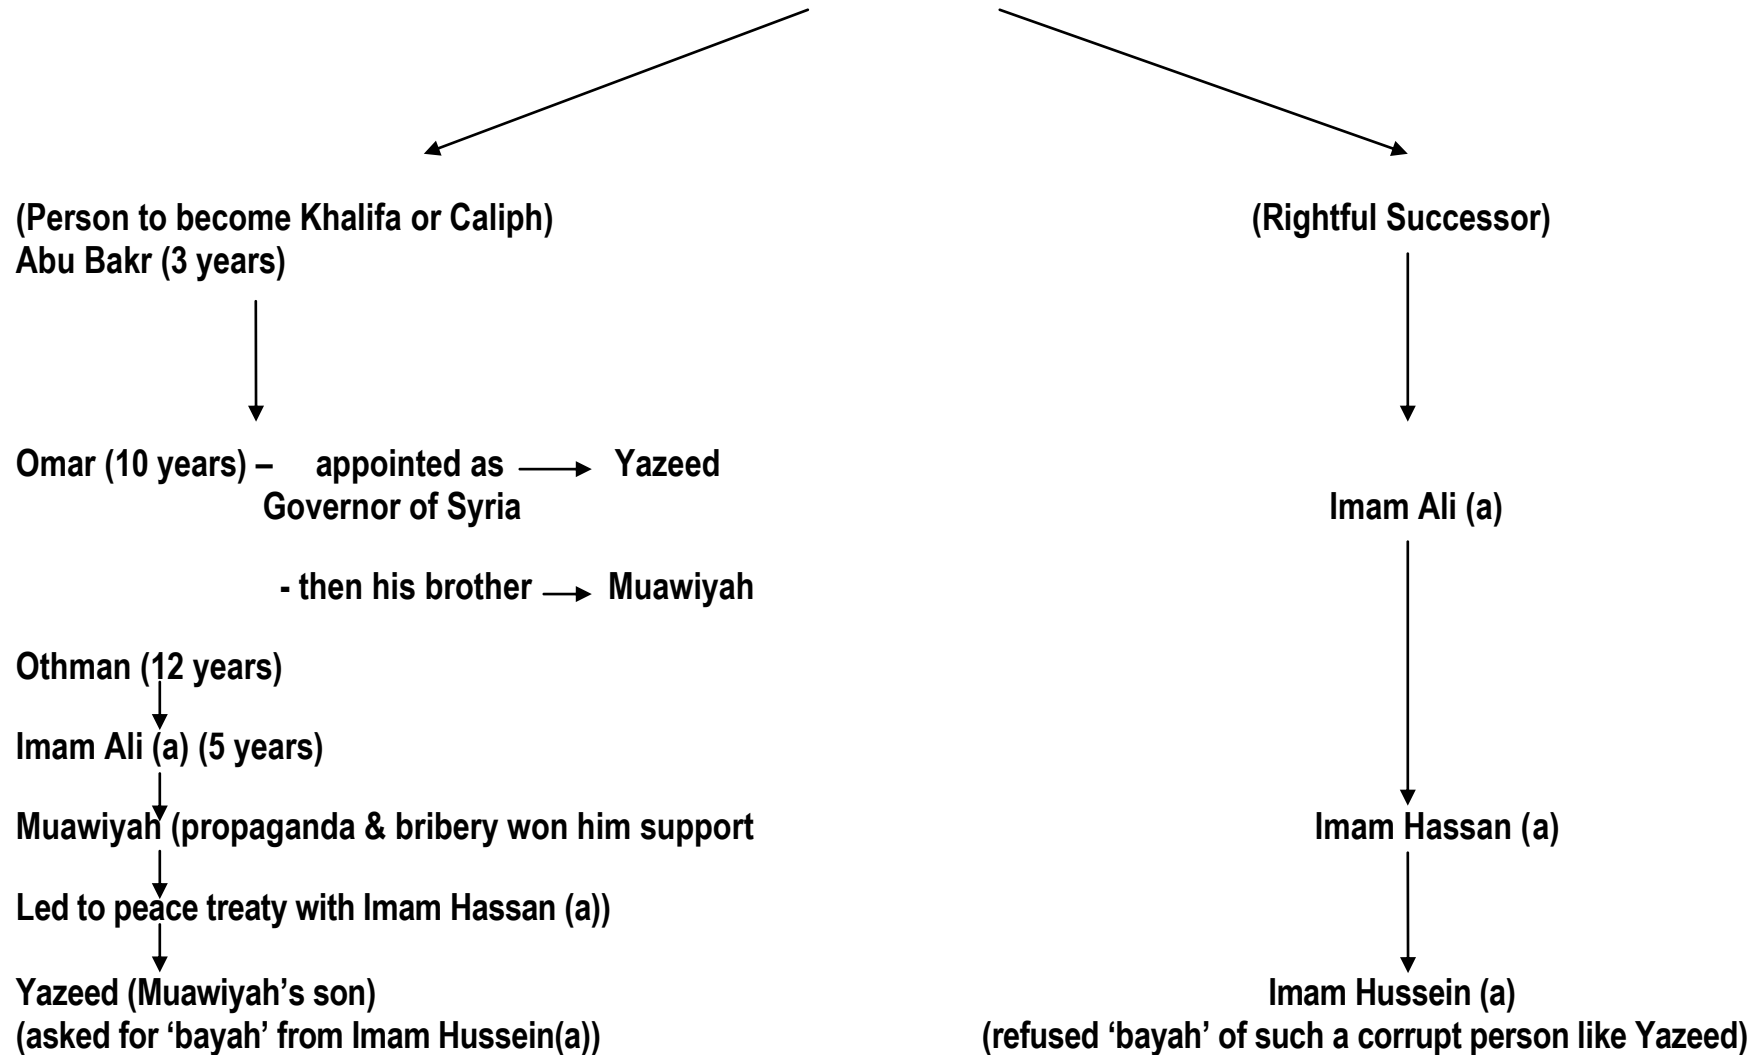 (Person to become Khalifa or Caliph)
Abu Bakr (3 years)
(Rightful Successor)
Omar (10 years) – appointed as Yazeed
Governor of Syria
Imam Ali (a)
- then his brother Muawiyah
Othman (12 years)
Imam Ali (a) (5 years)
Muawiyah (propaganda & bribery won him support
Imam Hassan (a)
Led to peace treaty with Imam Hassan (a))
Yazeed (Muawiyah’s son)
(asked for ‘bayah’ from Imam Hussein(a))
Imam Hussein (a)
(refused ‘bayah’ of such a corrupt person like Yazeed)